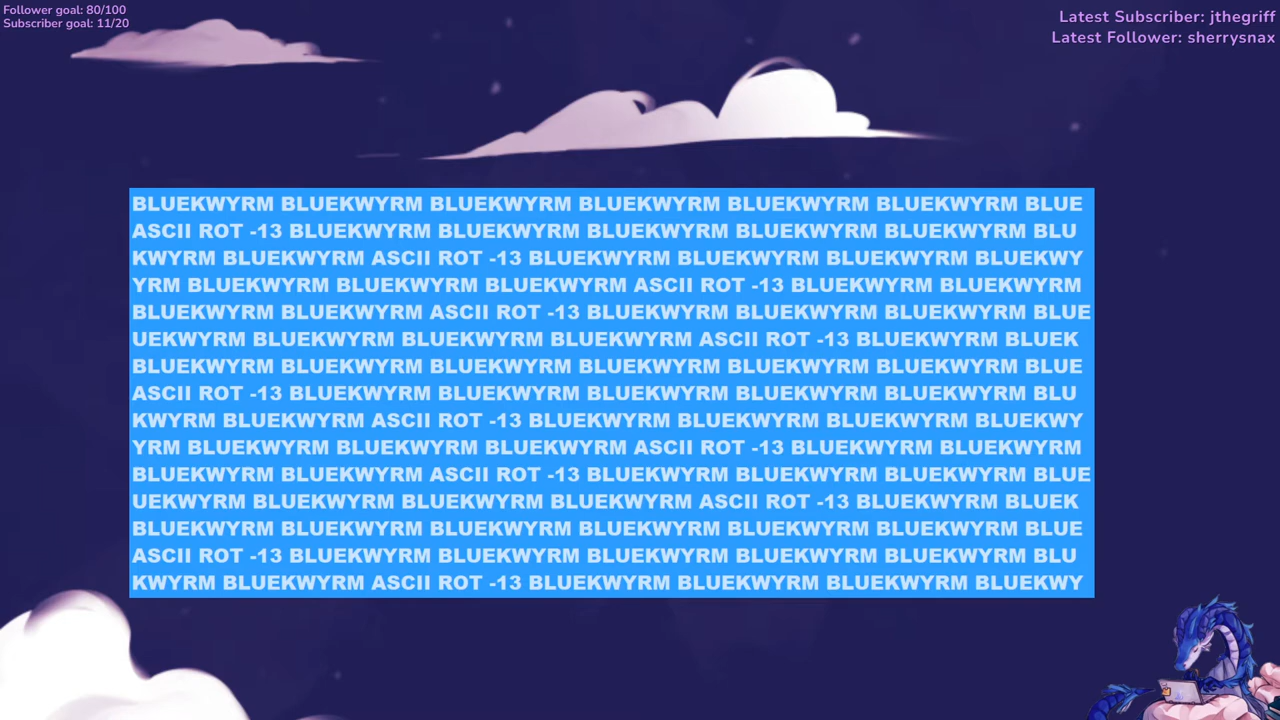 Follower goal: 80/100
Subscriber goal: 11/20
Latest Subscriber: jthegriff
Latest Follower: sherrysnax
BLUEKWYRM BLUEKWYRM BLUEKWYRM BLUEKWYRM BLUEKWYRM BLUEKWYRM BLUE
ASCII ROT -13 BLUEKWYRM BLUEKWYRM BLUEKWYRM BLUEKWYRM BLUEKWYRM BLU
KWYRM BLUEKWYRM ASCII ROT -13 BLUEKWYRM BLUEKWYRM BLUEKWYRM BLUEKWY
YRM BLUEKWYRM BLUEKWYRM BLUEKWYRM ASCII ROT -13 BLUEKWYRM BLUEKWYRM
BLUEKWYRM BLUEKWYRM ASCII ROT -13 BLUEKWYRM BLUEKWYRM BLUEKWYRM BLUE
UEKWYRM BLUEKWYRM BLUEKWYRM BLUEKWYRM ASCII ROT -13 BLUEKWYRM BLUEK
BLUEKWYRM BLUEKWYRM BLUEKWYRM BLUEKWYRM BLUEKWYRM BLUEKWYRM BLUE
ASCII ROT -13 BLUEKWYRM BLUEKWYRM BLUEKWYRM BLUEKWYRM BLUEKWYRM BLU
KWYRM BLUEKWYRM ASCII ROT -13 BLUEKWYRM BLUEKWYRM BLUEKWYRM BLUEKWY
YRM BLUEKWYRM BLUEKWYRM BLUEKWYRM ASCII ROT -13 BLUEKWYRM BLUEKWYRM
BLUEKWYRM BLUEKWYRM ASCII ROT -13 BLUEKWYRM BLUEKWYRM BLUEKWYRM BLUE
UEKWYRM BLUEKWYRM BLUEKWYRM BLUEKWYRM ASCII ROT -13 BLUEKWYRM BLUEK
BLUEKWYRM BLUEKWYRM BLUEKWYRM BLUEKWYRM BLUEKWYRM BLUEKWYRM BLUE
ASCII ROT -13 BLUEKWYRM BLUEKWYRM BLUEKWYRM BLUEKWYRM BLUEKWYRM BLU
KWYRM BLUEKWYRM ASCII ROT -13 BLUEKWYRM BLUEKWYRM BLUEKWYRM BLUEKWY